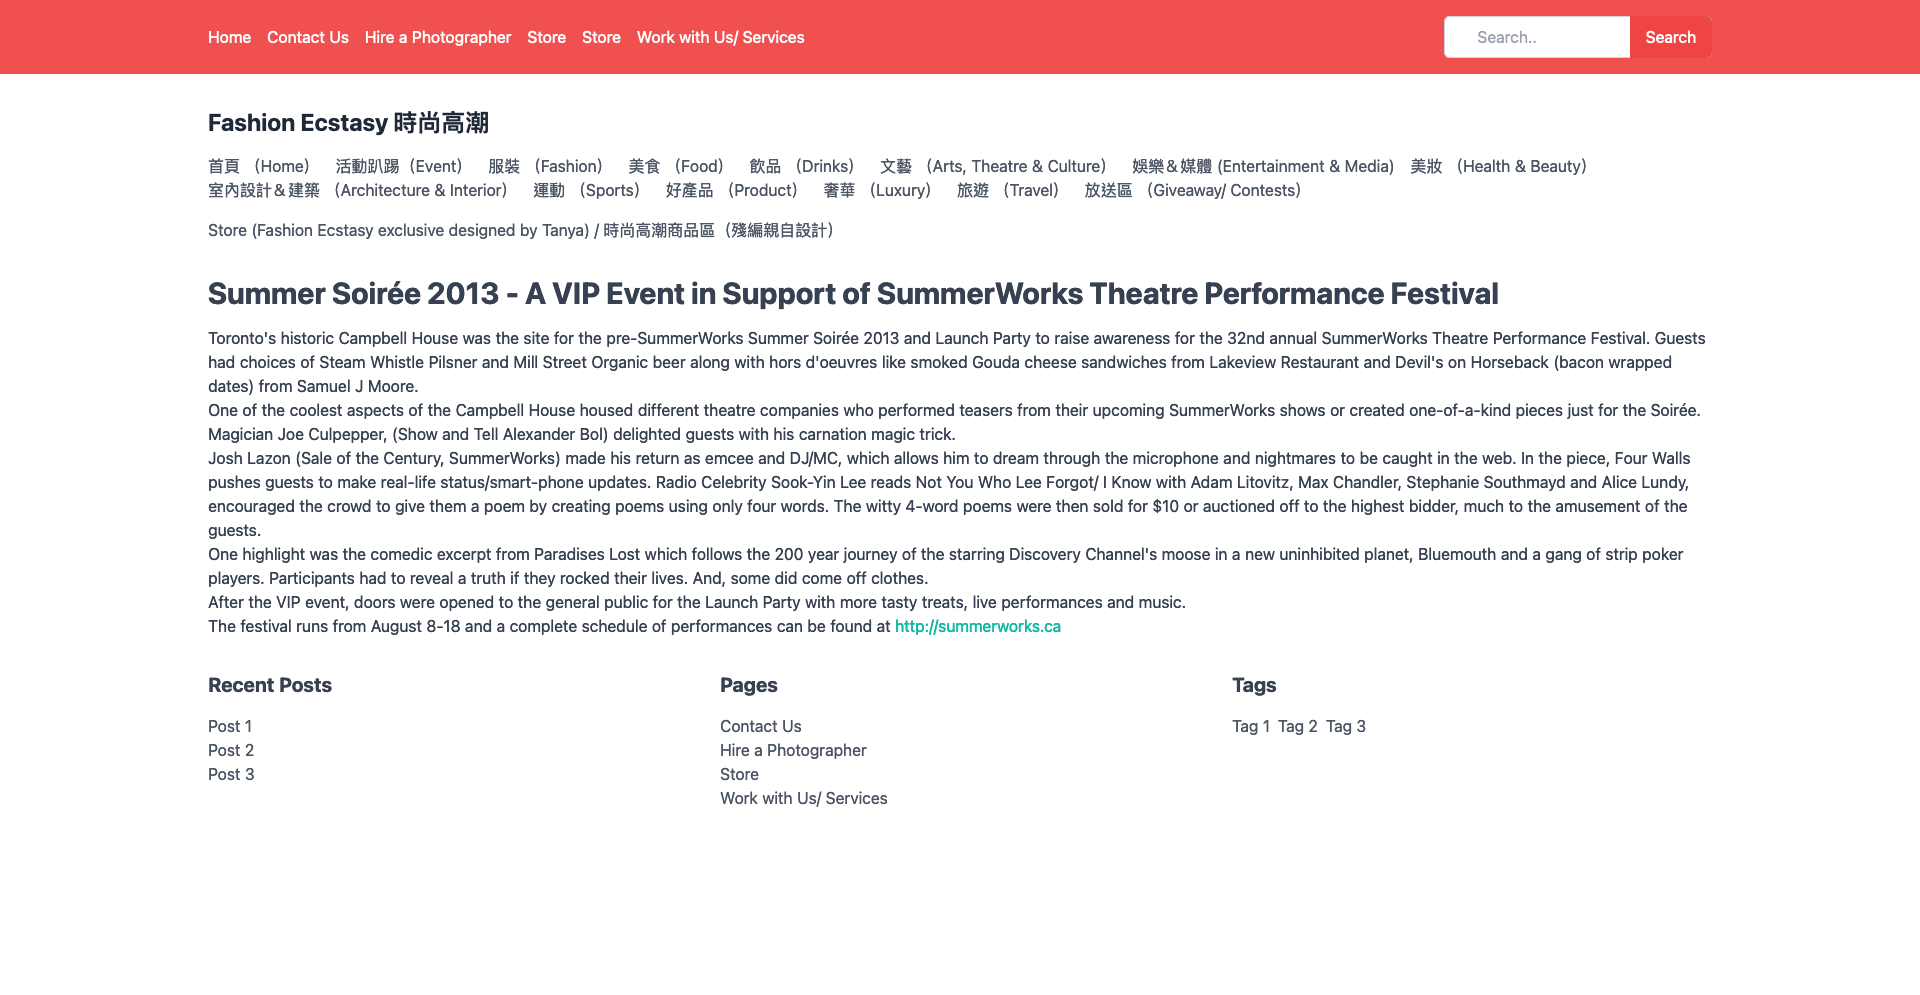 Home Contact Us Hire a Photographer Store Store Work with Us/ Services Search.. Search
Fashion Ecstasy 時尚高潮
首頁 （Home） 活動趴踢（Event） 服裝 （Fashion） 美食 （Food） 飲品 （Drinks） 文藝 （Arts, Theatre & Culture） 娛樂＆媒體 (Entertainment & Media) 美妝 （Health & Beauty）
室內設計＆建築 （Architecture & Interior） 運動 （Sports） 好產品 （Product） 奢華 （Luxury） 旅遊 （Travel） 放送區 （Giveaway/ Contests）
Store (Fashion Ecstasy exclusive designed by Tanya) / 時尚高潮商品區（殘編親自設計）
Summer Soirée 2013 - A VIP Event in Support of SummerWorks Theatre Performance Festival
Toronto's historic Campbell House was the site for the pre-SummerWorks Summer Soirée 2013 and Launch Party to raise awareness for the 32nd annual SummerWorks Theatre Performance Festival. Guests
had choices of Steam Whistle Pilsner and Mill Street Organic beer along with hors d'oeuvres like smoked Gouda cheese sandwiches from Lakeview Restaurant and Devil's on Horseback (bacon wrapped
dates) from Samuel J Moore.
One of the coolest aspects of the Campbell House housed different theatre companies who performed teasers from their upcoming SummerWorks shows or created one-of-a-kind pieces just for the Soirée.
Magician Joe Culpepper, (Show and Tell Alexander Bol) delighted guests with his carnation magic trick.
Josh Lazon (Sale of the Century, SummerWorks) made his return as emcee and DJ/MC, which allows him to dream through the microphone and nightmares to be caught in the web. In the piece, Four Walls
pushes guests to make real-life status/smart-phone updates. Radio Celebrity Sook-Yin Lee reads Not You Who Lee Forgot/ I Know with Adam Litovitz, Max Chandler, Stephanie Southmayd and Alice Lundy,
encouraged the crowd to give them a poem by creating poems using only four words. The witty 4-word poems were then sold for $10 or auctioned off to the highest bidder, much to the amusement of the
guests.
One highlight was the comedic excerpt from Paradises Lost which follows the 200 year journey of the starring Discovery Channel's moose in a new uninhibited planet, Bluemouth and a gang of strip poker
players. Participants had to reveal a truth if they rocked their lives. And, some did come off clothes.
After the VIP event, doors were opened to the general public for the Launch Party with more tasty treats, live performances and music.
The festival runs from August 8-18 and a complete schedule of performances can be found at http://summerworks.ca
Recent Posts
Post 1
Post 2
Post 3
Pages
Contact Us
Hire a Photographer
Store
Work with Us/ Services
Tags
Tag 1 Tag 2 Tag 3